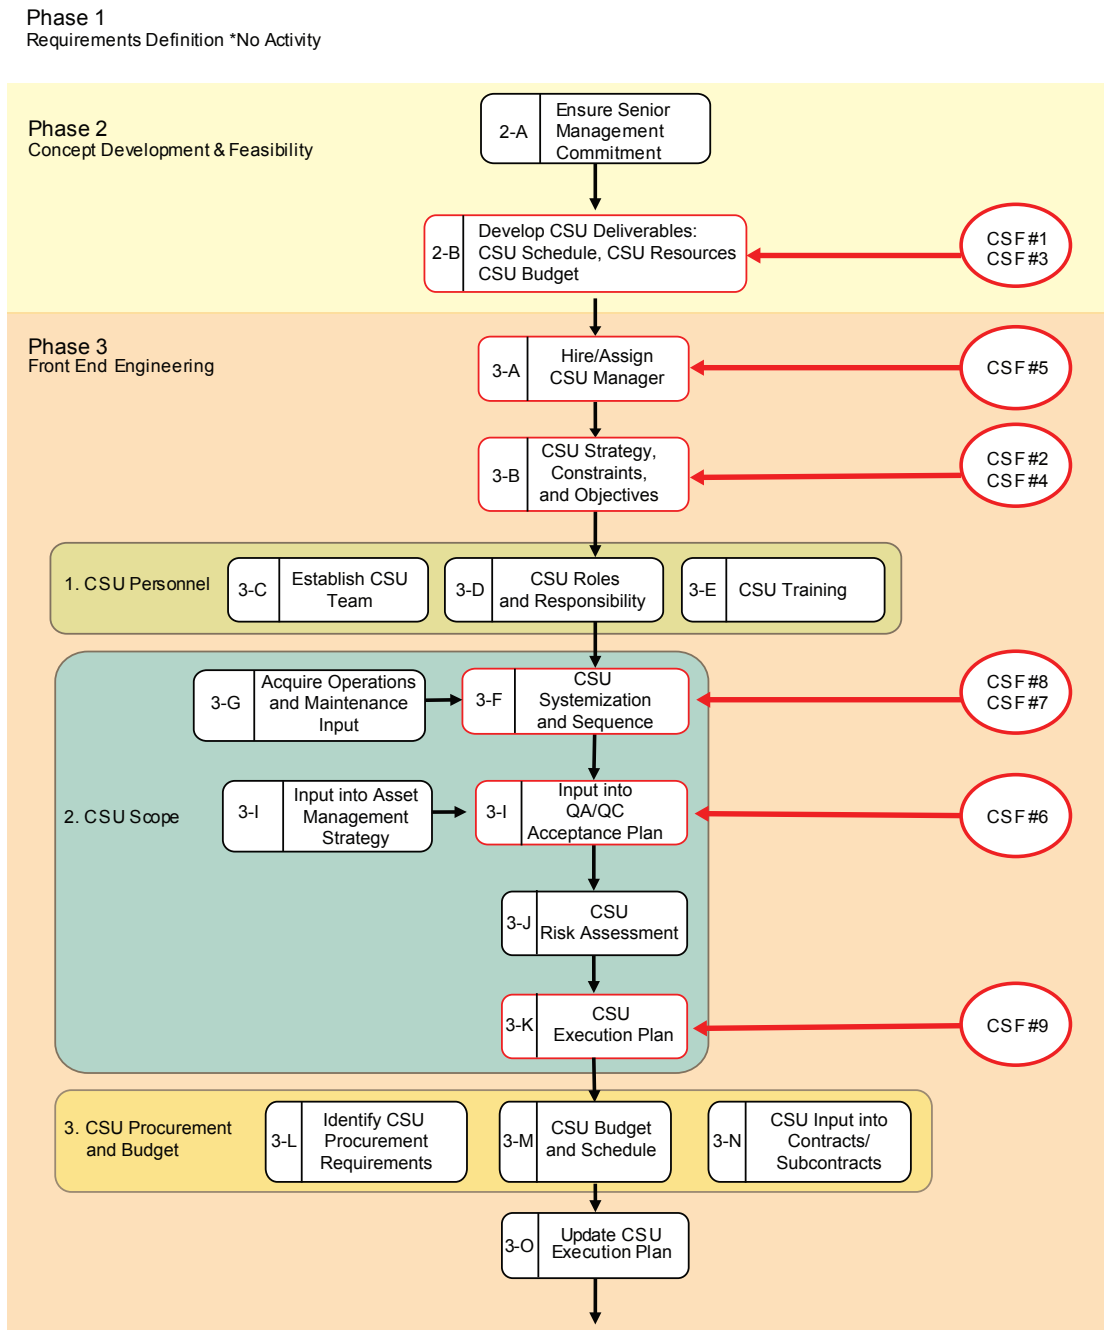 Phase 1
Requirements Definition *No Activity
Phase 2
Concept Development & Feasibility
2-A
Ensure Senior
Management
Commitment
2-B
Develop CSU Deliverables:
CSU Schedule, CSU Resources
CSU Budget
CSF #1
CSF #3
Phase 3
Front End Engineering
3-A
Hire/Assign
CSU Manager
CSF #5
3-B
CSU Strategy,
Constraints,
and Objectives
CSF #2
CSF #4
1. CSU Personnel
3-C
Establish CSU
Team
3-D
CSU Roles
and Responsibility
3-E
CSU Training
2. CSU Scope
3-G
Acquire Operations
and Maintenance
Input
3-F
CSU
Systemization
and Sequence
CSF #8
CSF #7
3-I
Input into Asset
Management
Strategy
3-I
Input into
QA/QC
Acceptance Plan
CSF #6
3-J
CSU
Risk Assessment
3-K
CSU
Execution Plan
CSF #9
3. CSU Procurement
and Budget
3-L
Identify CSU
Procurement
Requirements
3-M
CSU Budget
and Schedule
3-N
CSU Input into
Contracts/
Subcontracts
3-O
Update CSU
Execution Plan